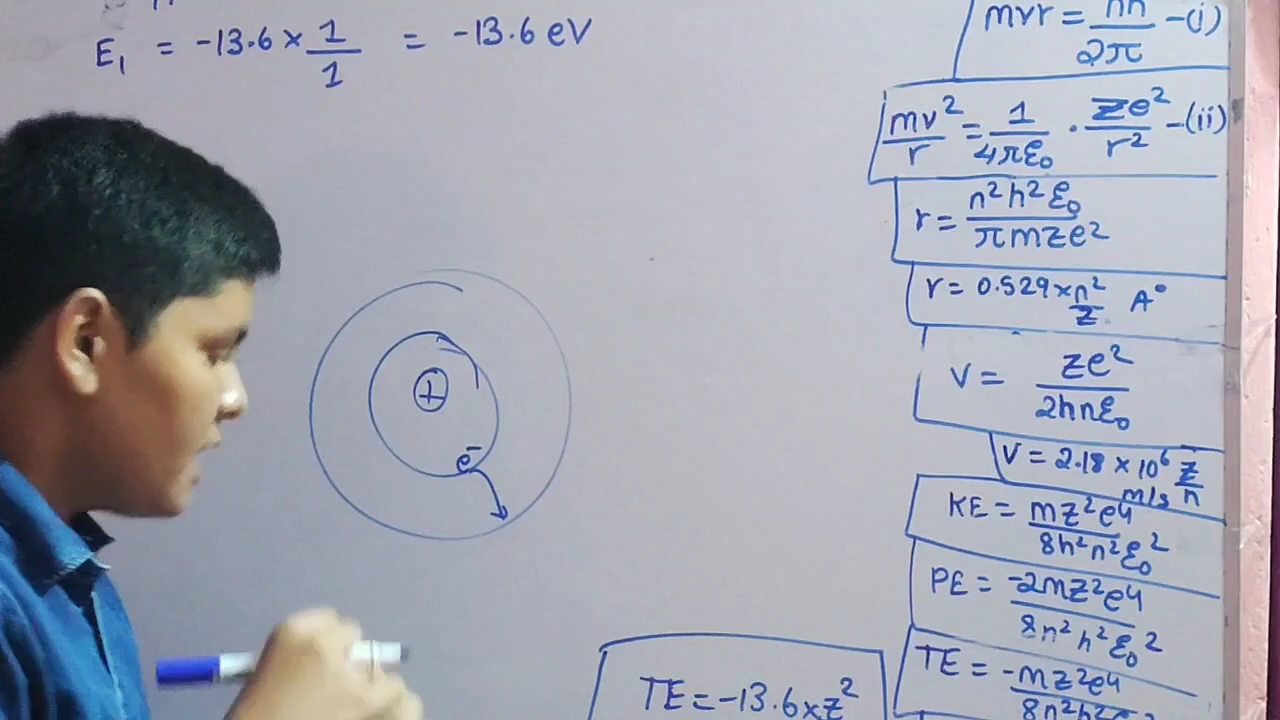 E₁ = -13.6 × 1/1 = -13.6 eV
mvr = nh/2π -(i)
mv²/r = 1/4πε₀ · ze²/r² -(ii)
r = n²h²ε₀/πmze²
r = 0.529 × n²/z A°
v = ze²/2hnε₀
v = 2.18 × 10⁶ z/n m/s
KE = mz²e⁴/8h²n²ε₀²
PE = -2mz²e⁴/8n²h²ε₀²
TE = -mz²e⁴/8n²h²
+
e⁻
TE = -13.6 × z²